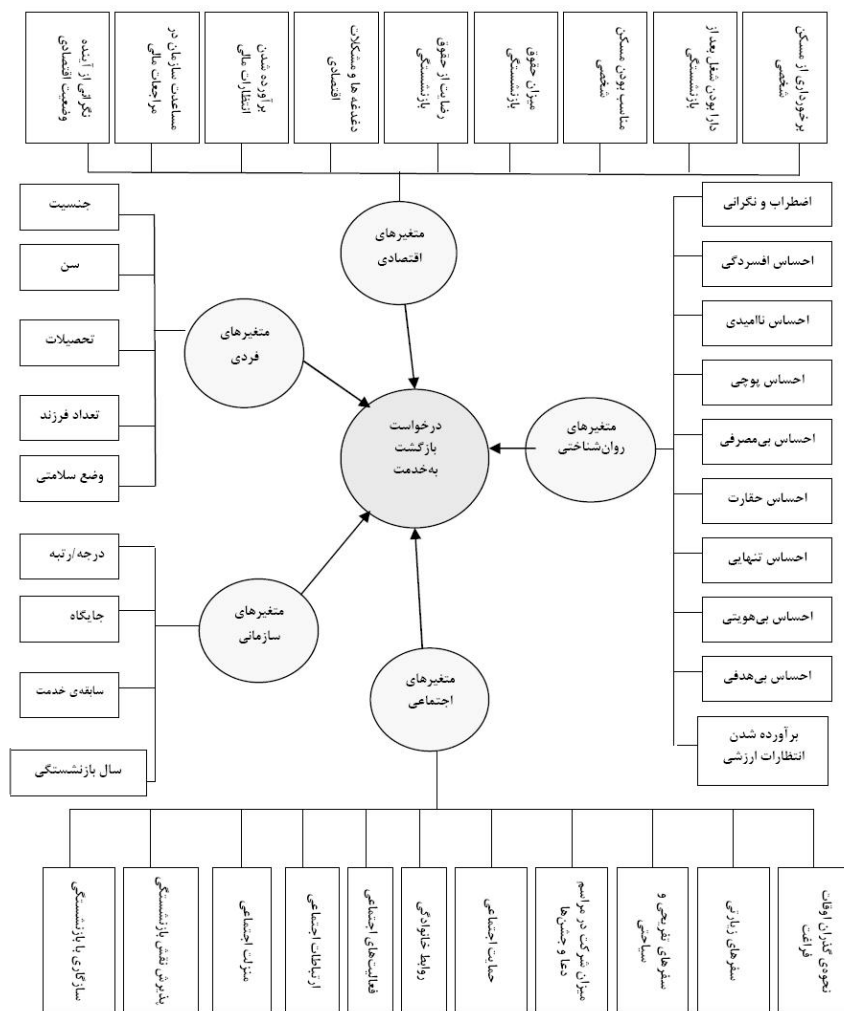 برخورداری از مسکن
شخصی
دارا بودن شغل بعد از
بازنشستگی
مناسب بودن مسکن
شخصی
میزان حقوق
بازنشستگی
رضایت از حقوق
بازنشستگی
دغدغه ها و مشکلات
اقتصادی
برآورده شدن
انتظارات مالی
مساعدت سازمان در
مراجعات مالی
نگرانی از آینده
وضعیت اقتصادی
متغیرهای
اقتصادی
اضطراب و نگرانی
احساس افسردگی
احساس ناامیدی
احساس پوچی
احساس بی‌مصرفی
احساس حقارت
احساس تنهایی
احساس بی‌هویتی
احساس بی‌هدفی
برآورده شدن
انتظارات ارزشی
متغیرهای
روان‌شناختی
درخواست
بازگشت
به‌خدمت
متغیرهای
فردی
جنسیت
سن
تحصیلات
تعداد فرزند
وضع سلامتی
متغیرهای
سازمانی
درجه/رتبه
جایگاه
سابقه‌ی خدمت
سال بازنشستگی
متغیرهای
اجتماعی
نحوه‌ی گذران اوقات
فراغت
سفرهای زیارتی
سفرهای تفریحی و
سیاحتی
میزان شرکت در مراسم
دعا و جشن‌ها
حمایت اجتماعی
روابط خانوادگی
فعالیت‌های اجتماعی
ارتباطات اجتماعی
منزلت اجتماعی
پذیرش نقش بازنشستگی
سازگاری با بازنشستگی